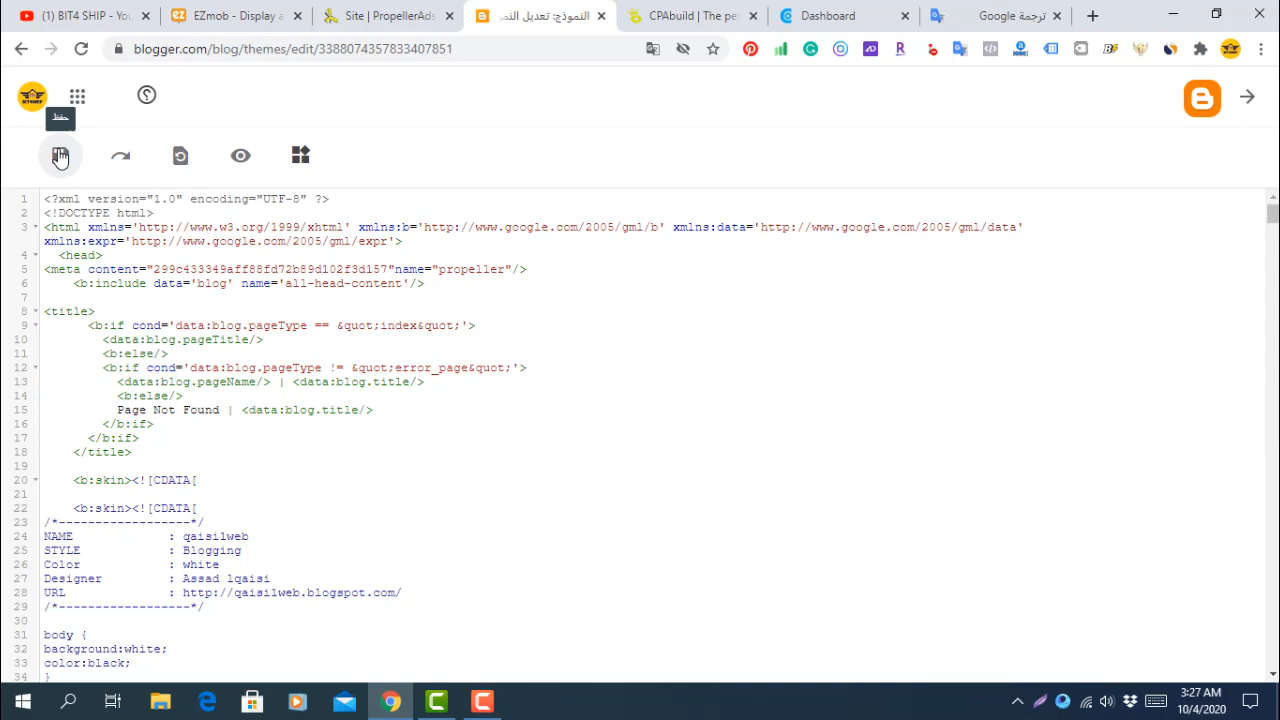 (1) BIT4 SHIP - YouTube
EZmob - Display a
Site | PropellerAds
النموذج: تعديل النمو
CPAbuild | The pe
Dashboard
ترجمة Google
blogger.com/blog/themes/edit/3388074357833407851
حفظ
1 <?xml version="1.0" encoding="UTF-8" ?>
2 <!DOCTYPE html>
3 <html xmlns='http://www.w3.org/1999/xhtml' xmlns:b='http://www.google.com/2005/gml/b' xmlns:data='http://www.google.com/2005/gml/data'
xmlns:expr='http://www.google.com/2005/gml/expr'>
4 <head>
5 <meta content="299c433349aff88fd72b89d102f3d157"name="propeller"/>
6 <b:include data='blog' name='all-head-content'/>
7
8 <title>
9 <b:if cond='data:blog.pageType == &quot;index&quot;'>
10 <data:blog.pageTitle/>
11 <b:else/>
12 <b:if cond='data:blog.pageType != &quot;error_page&quot;'>
13 <data:blog.pageName/> | <data:blog.title/>
14 <b:else/>
15 Page Not Found | <data:blog.title/>
16 </b:if>
17 </b:if>
18 </title>
19
20 <b:skin><![CDATA[
21
22 <b:skin><![CDATA[
23 /*------------------*/
24 NAME : qaisilweb
25 STYLE : Blogging
26 Color : white
27 Designer : Assad lqaisi
28 URL : http://qaisilweb.blogspot.com/
29 /*------------------*/
30
31 body {
32 background:white;
33 color:black;
34 }
3:27 AM
10/4/2020